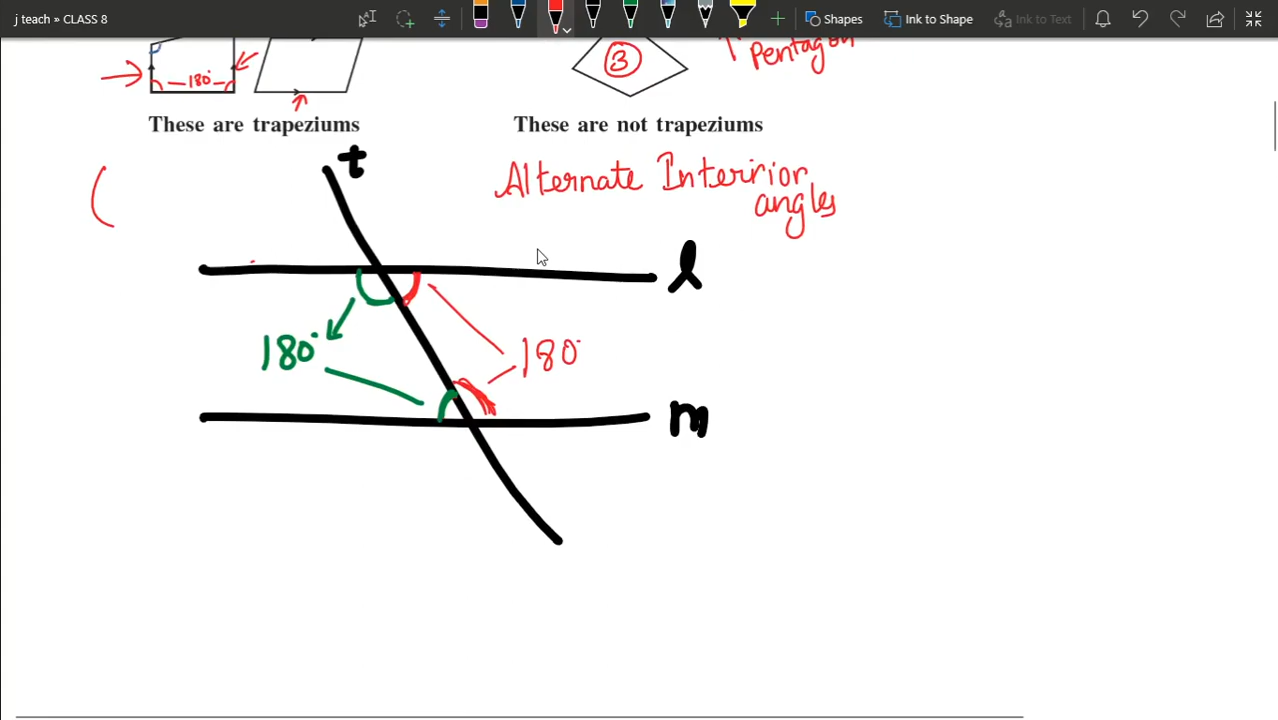 j teach » CLASS 8
Shapes
Ink to Shape
Ink to Text
180°
3
Pentagon
These are trapeziums
These are not trapeziums
t
Alternate Interior
angles
l
180°
180°
m